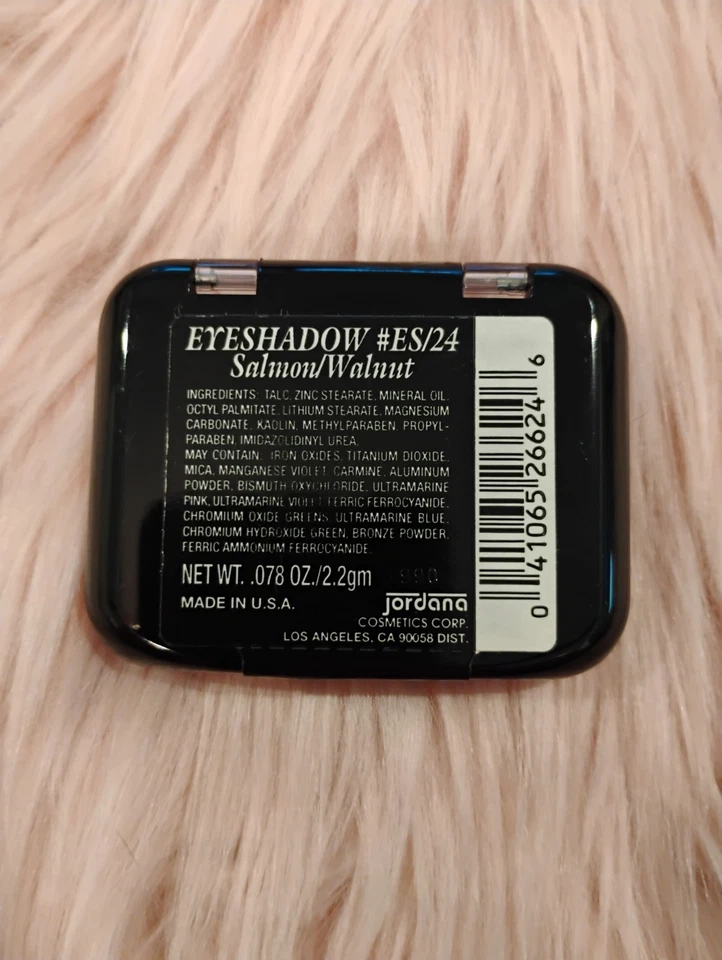 EYESHADOW #ES/24
Salmon/Walnut
INGREDIENTS: TALC, ZINC STEARATE, MINERAL OIL,
OCTYL PALMITATE, LITHIUM STEARATE, MAGNESIUM
CARBONATE, KAOLIN, METHYLPARABEN, PROPYL-
PARABEN, IMIDAZOLIDINYL UREA.
MAY CONTAIN: IRON OXIDES, TITANIUM DIOXIDE,
MICA, MANGANESE VIOLET, CARMINE, ALUMINUM
POWDER, BISMUTH OXYCHLORIDE, ULTRAMARINE
PINK, ULTRAMARINE VIOLET, FERRIC FERROCYANIDE,
CHROMIUM OXIDE GREENS, ULTRAMARINE BLUE,
CHROMIUM HYDROXIDE GREEN, BRONZE POWDER,
FERRIC AMMONIUM FERROCYANIDE.
NET WT. .078 OZ./2.2gm
MADE IN U.S.A.
jordana
COSMETICS CORP.
LOS ANGELES, CA 90058 DIST.
0 41065 26624 6